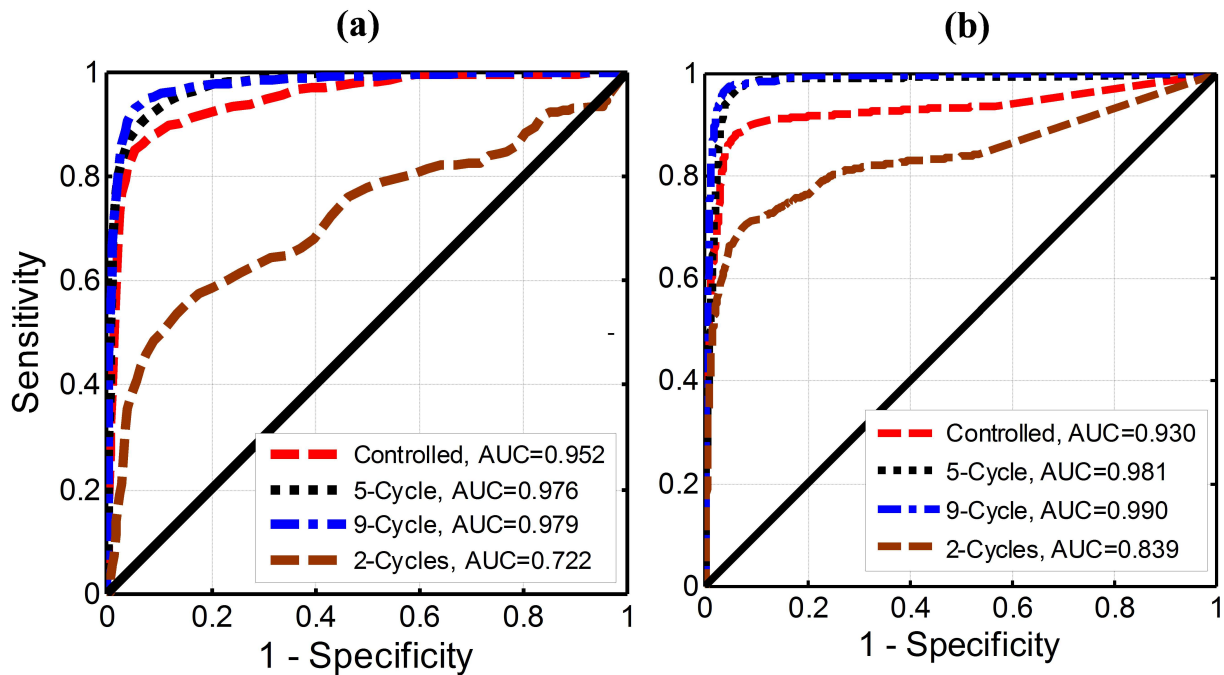 (a)
Sensitivity
1
0.8
0.6
0.4
0.2
0
0 0.2 0.4 0.6 0.8 1
1 - Specificity
Controlled, AUC=0.952
5-Cycle, AUC=0.976
9-Cycle, AUC=0.979
2-Cycles, AUC=0.722
(b)
1
0.8
0.6
0.4
0.2
0
0 0.2 0.4 0.6 0.8 1
1 - Specificity
Controlled, AUC=0.930
5-Cycle, AUC=0.981
9-Cycle, AUC=0.990
2-Cycles, AUC=0.839